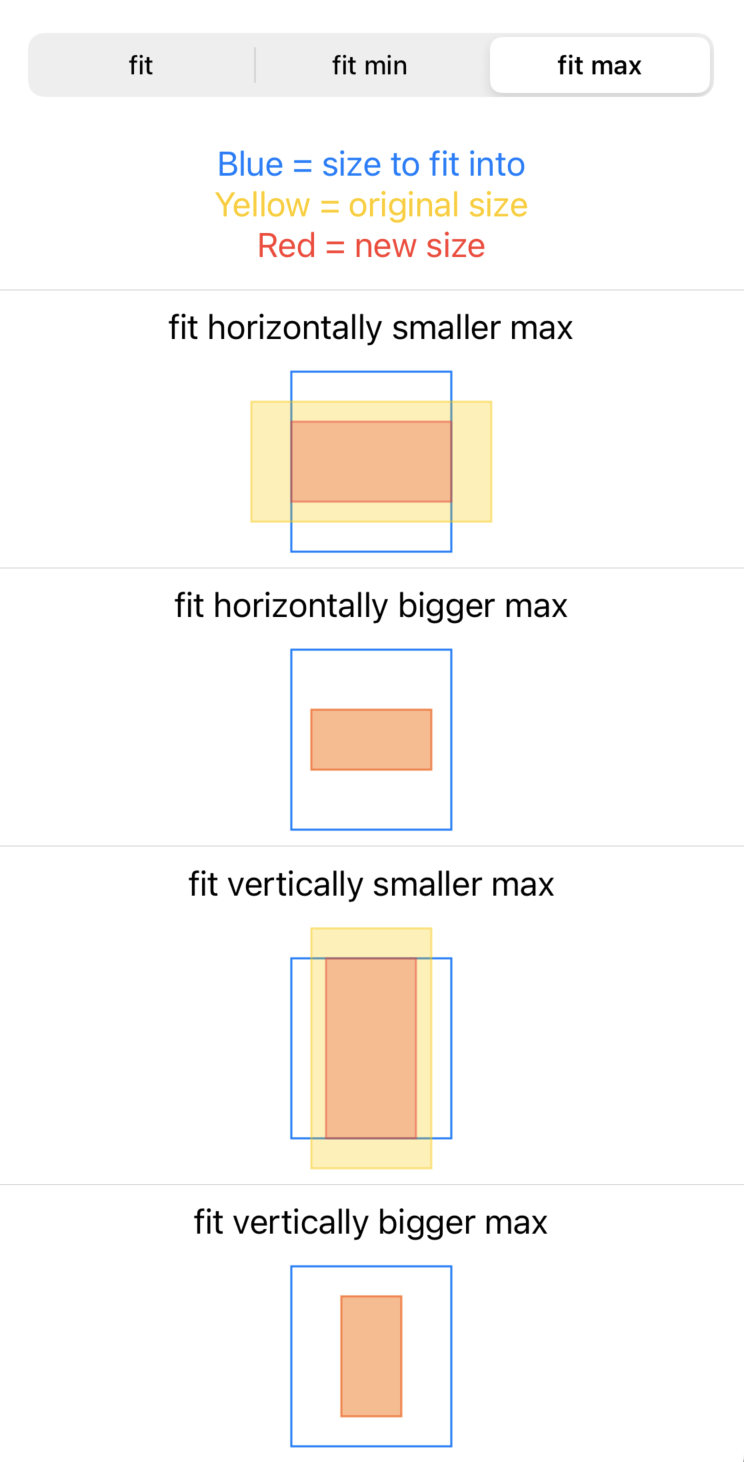 fit
fit min
fit max
Blue = size to fit into
Yellow = original size
Red = new size
fit horizontally smaller max
fit horizontally bigger max
fit vertically smaller max
fit vertically bigger max